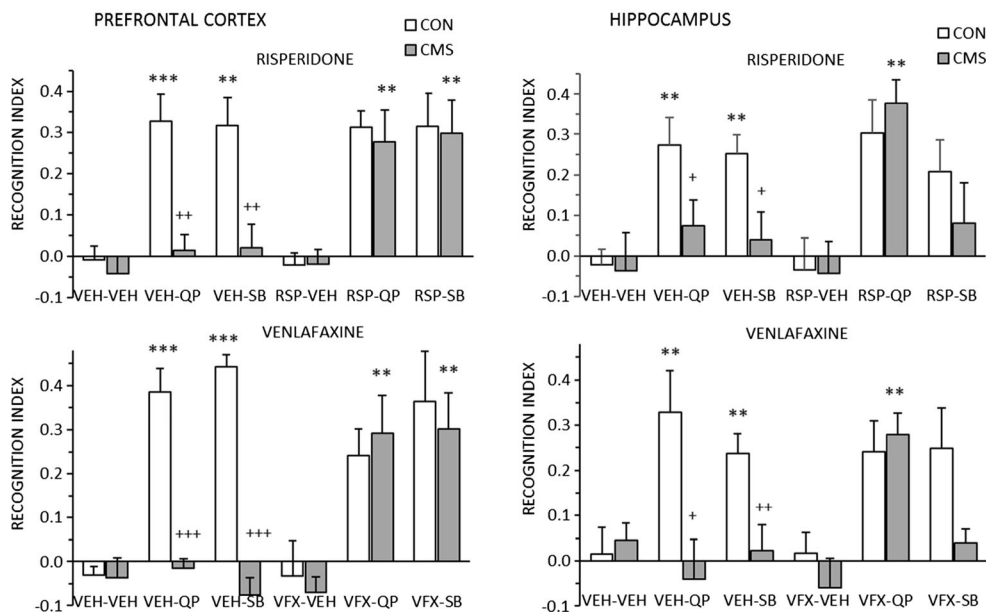 PREFRONTAL CORTEX
CON
CMS
RISPERIDONE
RECOGNITION INDEX
0.4
0.3
0.2
0.1
0.0
-0.1
*** ** ** **
++ ++
VEH-VEH VEH-QP VEH-SB RSP-VEH RSP-QP RSP-SB
HIPPOCAMPUS
CON
CMS
RISPERIDONE
RECOGNITION INDEX
0.4
0.3
0.2
0.1
0.0
-0.1
** ** **
+ +
VEH-VEH VEH-QP VEH-SB RSP-VEH RSP-QP RSP-SB
VENLAFAXINE
RECOGNITION INDEX
0.4
0.3
0.2
0.1
0.0
-0.1
*** *** ** **
+++ +++
VEH-VEH VEH-QP VEH-SB VFX-VEH VFX-QP VFX-SB
VENLAFAXINE
RECOGNITION INDEX
0.4
0.3
0.2
0.1
0.0
-0.1
** ** **
+ ++
VEH-VEH VEH-QP VEH-SB VFX-VEH VFX-QP VFX-SB